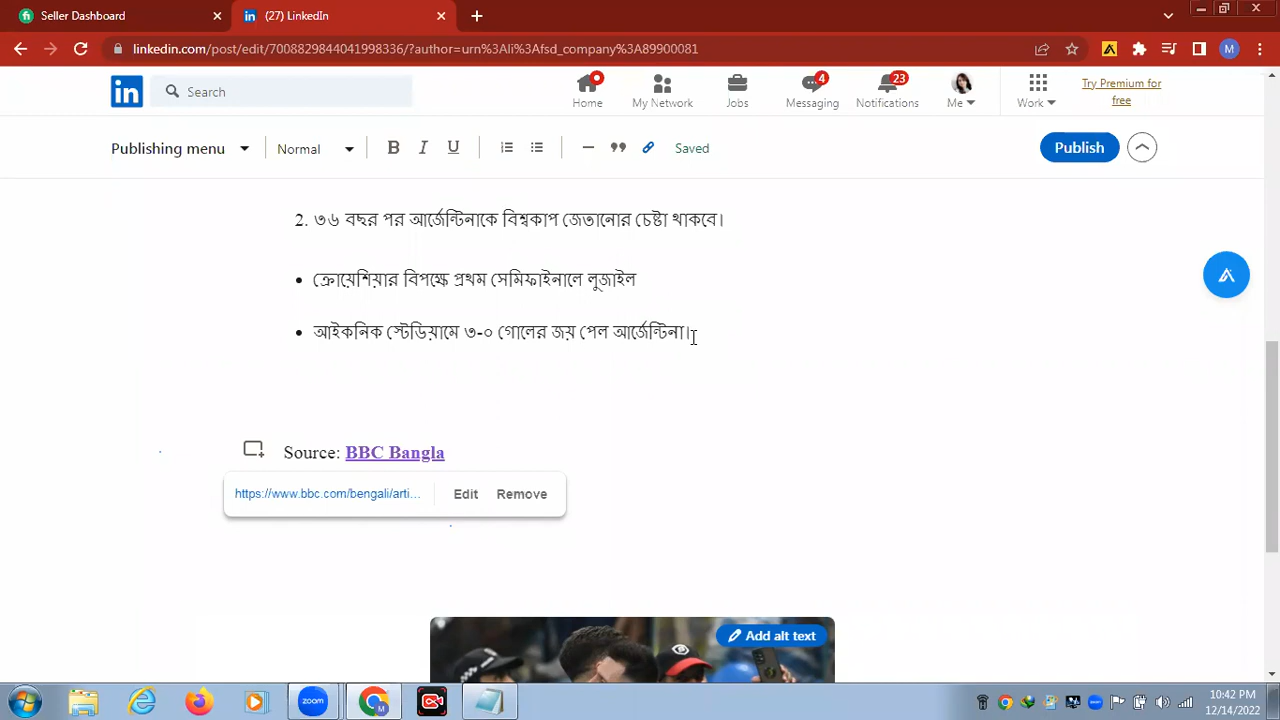 Seller Dashboard
(27) LinkedIn
linkedin.com/post/edit/7008829844041998336/?author=urn%3Ali%3Afsd_company%3A89900081
M
in
Search
Home
My Network
Jobs
4
Messaging
23
Notifications
Me
Work
Try Premium for
free
Publishing menu
Normal
B I U
Saved
Publish
2. ৩৬ বছর পর আর্জেন্টিনাকে বিশ্বকাপ জেতানোর চেষ্টা থাকবে।
• ক্রোয়েশিয়ার বিপক্ষে প্রথম সেমিফাইনালে লুজাইল
• আইকনিক স্টেডিয়ামে ৩-০ গোলের জয় পেল আর্জেন্টিনা।
Source: BBC Bangla
https://www.bbc.com/bengali/arti...
Edit
Remove
Add alt text
zoom
10:42 PM
12/14/2022